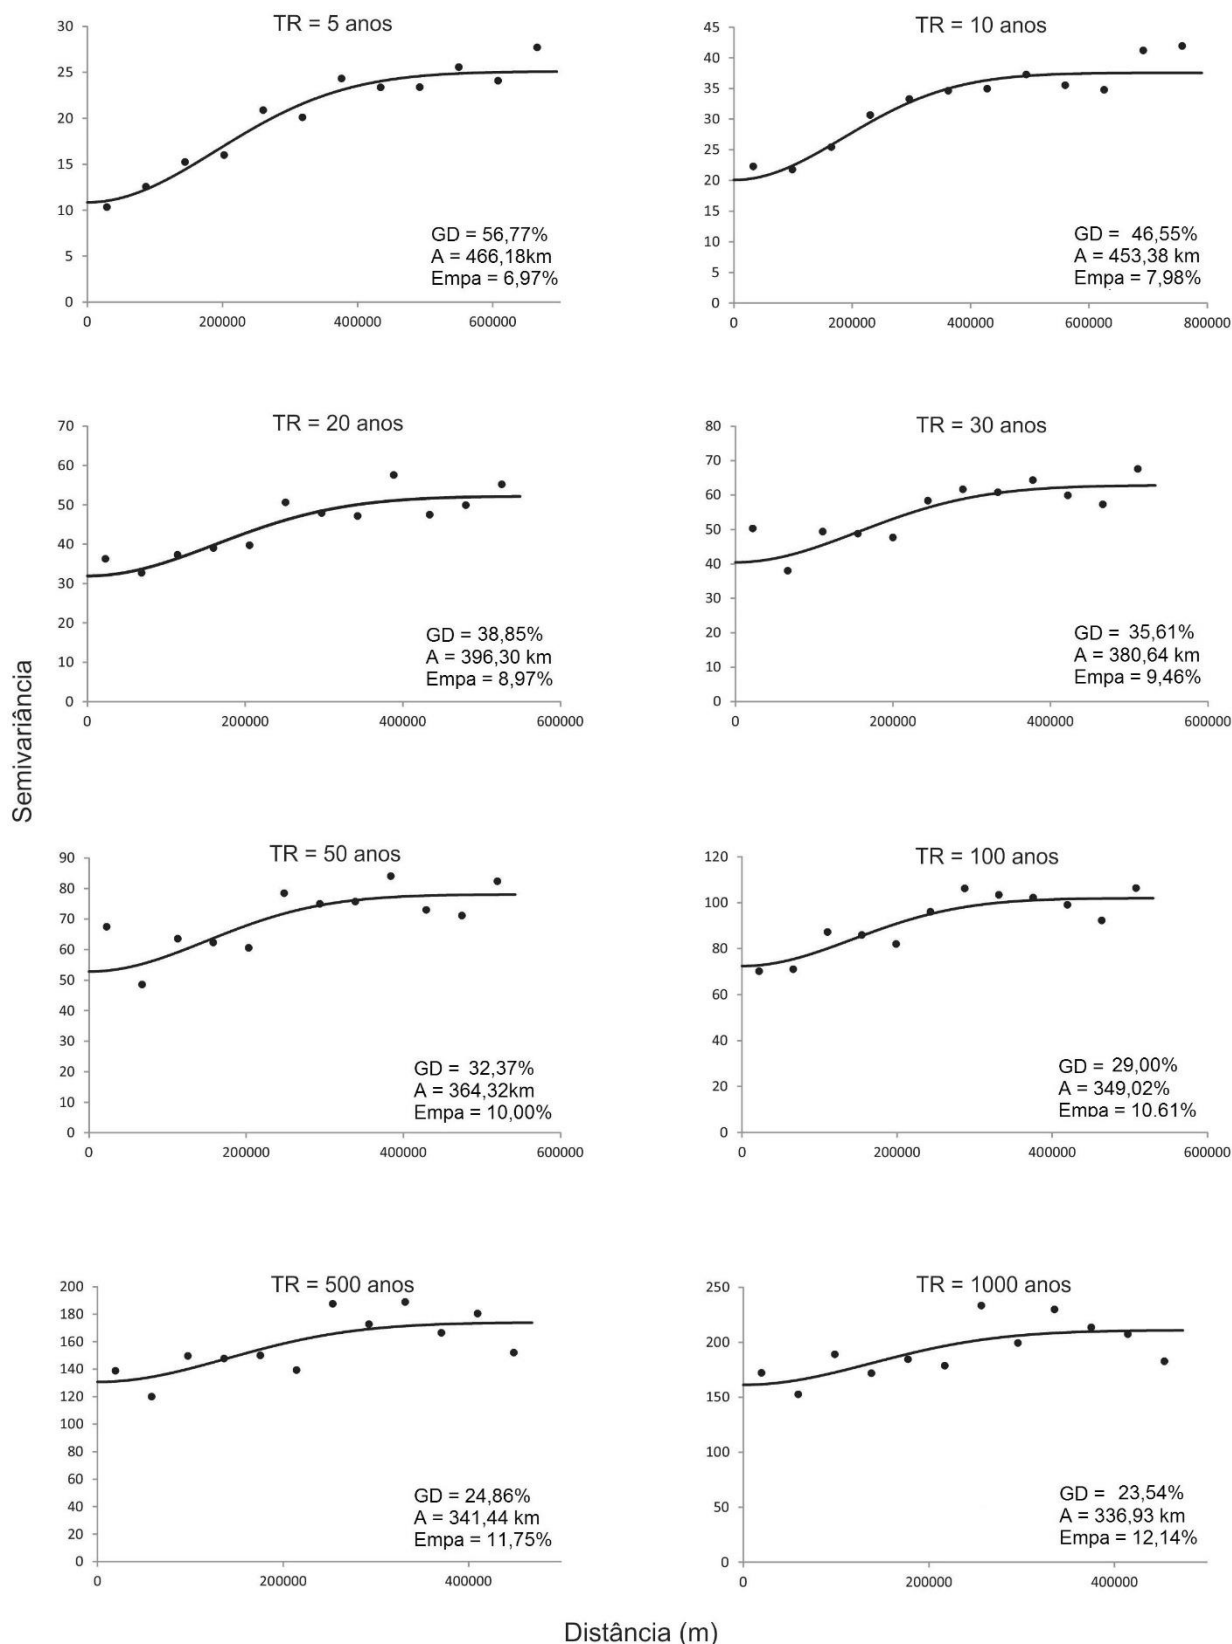 TR = 5 anos
30
25
20
15
10
5
0
0 200000 400000 600000
GD = 56,77%
A = 466,18km
Empa = 6,97%
TR = 10 anos
45
40
35
30
25
20
15
10
5
0
0 200000 400000 600000 800000
GD = 46,55%
A = 453,38 km
Empa = 7,98%
TR = 20 anos
70
60
50
40
30
20
10
0
0 200000 400000 600000
GD = 38,85%
A = 396,30 km
Empa = 8,97%
TR = 30 anos
80
70
60
50
40
30
20
10
0
0 200000 400000 600000
GD = 35,61%
A = 380,64 km
Empa = 9,46%
Semivariância
TR = 50 anos
90
80
70
60
50
40
30
20
10
0
0 200000 400000 600000
GD = 32,37%
A = 364,32km
Empa = 10,00%
TR = 100 anos
120
100
80
60
40
20
0
0 200000 400000 600000
GD = 29,00%
A = 349,02%
Empa = 10.61%
TR = 500 anos
200
180
160
140
120
100
80
60
40
20
0
0 200000 400000
GD = 24,86%
A = 341,44 km
Empa = 11,75%
TR = 1000 anos
250
200
150
100
50
0
0 200000 400000
GD = 23,54%
A = 336,93 km
Empa = 12,14%
Distância (m)